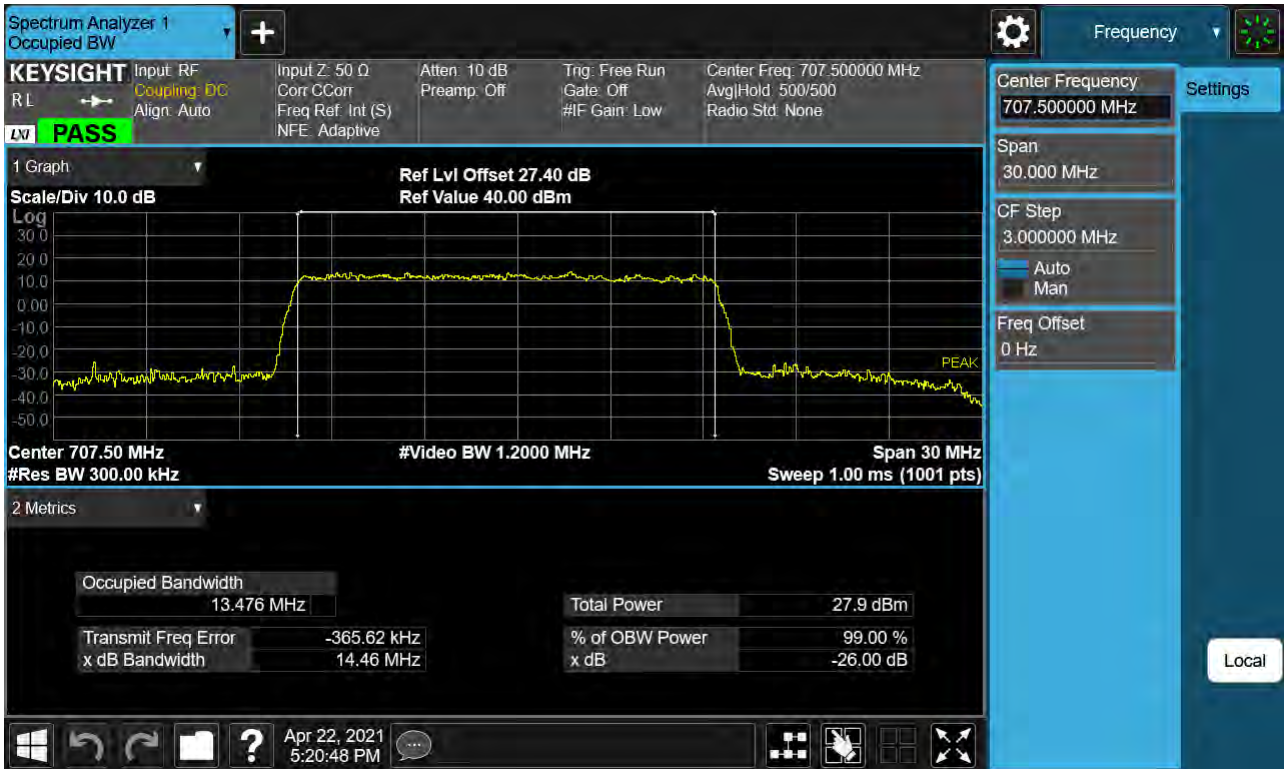 Spectrum Analyzer 1
Occupied BW
+
Frequency
KEYSIGHT
R L
LXI
PASS
Input: RF
Coupling: DC
Align: Auto
Input Z: 50 Ω
Corr CCorr
Freq Ref: Int (S)
NFE: Adaptive
Atten: 10 dB
Preamp: Off
Trig: Free Run
Gate: Off
#IF Gain: Low
Center Freq: 707.500000 MHz
Avg|Hold: 500/500
Radio Std: None
Center Frequency
707.500000 MHz
Settings
Span
30.000 MHz
CF Step
3.000000 MHz
Auto
Man
Freq Offset
0 Hz
Local
1 Graph
Scale/Div 10.0 dB
Ref Lvl Offset 27.40 dB
Ref Value 40.00 dBm
Log
30.0
20.0
10.0
0.00
-10.0
-20.0
-30.0
-40.0
-50.0
PEAK
Center 707.50 MHz
#Video BW 1.2000 MHz
Span 30 MHz
#Res BW 300.00 kHz
Sweep 1.00 ms (1001 pts)
2 Metrics
Occupied Bandwidth
13.476 MHz
Total Power 27.9 dBm
Transmit Freq Error -365.62 kHz
% of OBW Power 99.00 %
x dB Bandwidth 14.46 MHz
x dB -26.00 dB
?
Apr 22, 2021
5:20:48 PM